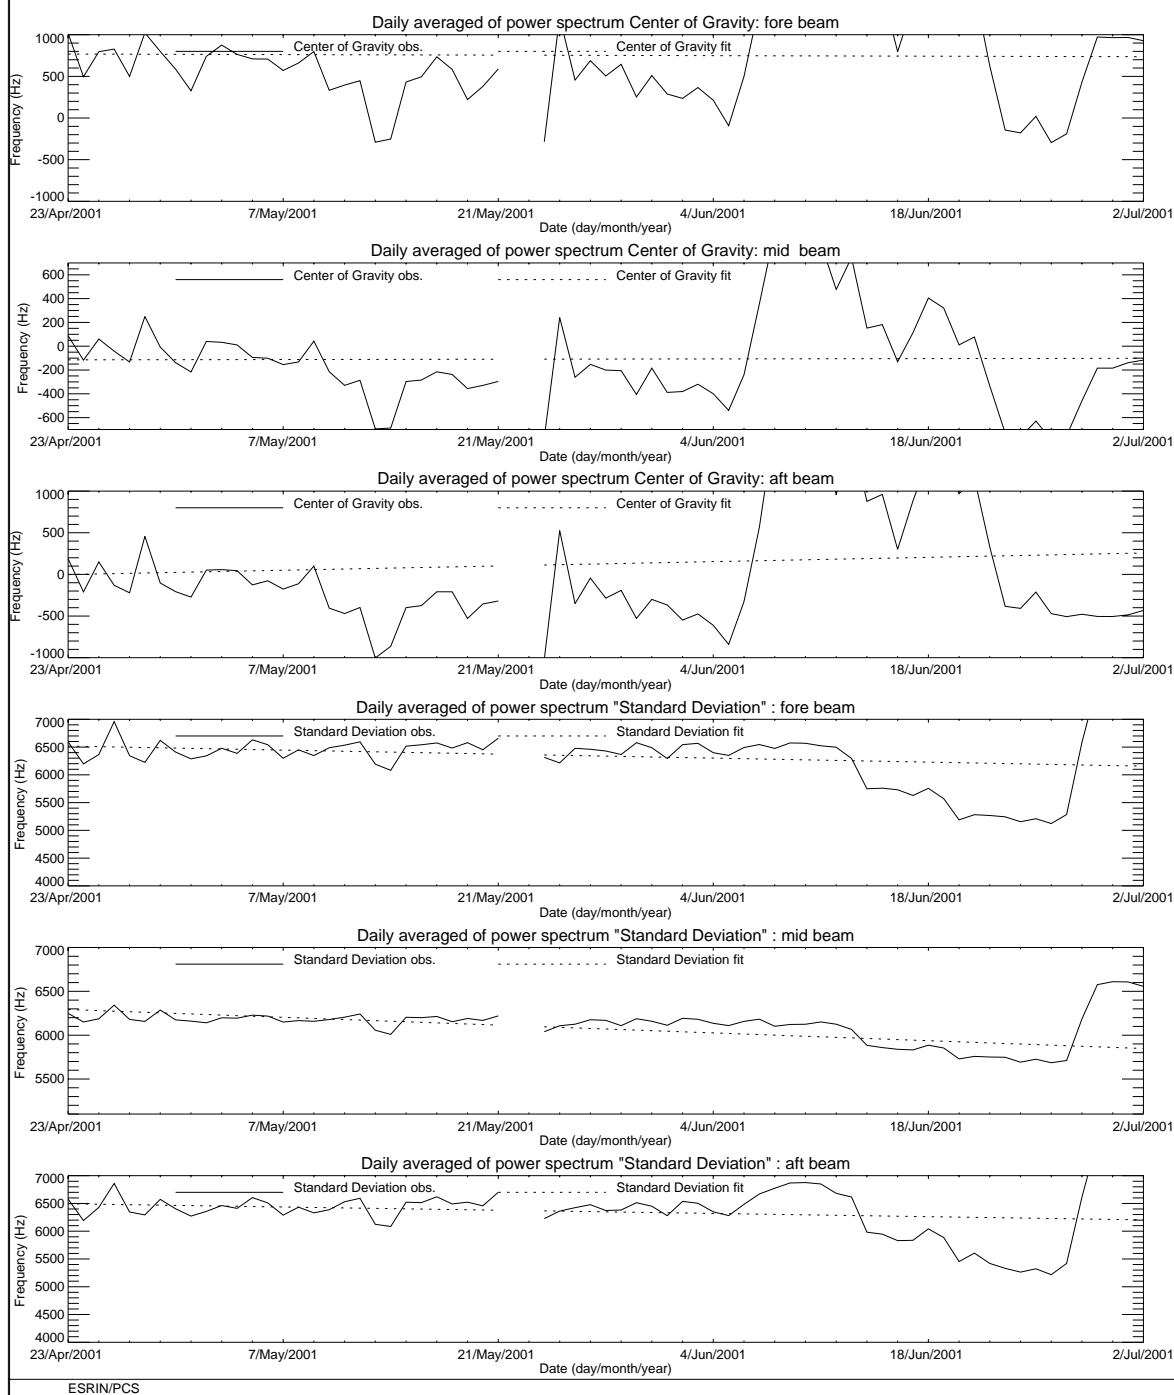 Daily averaged of power spectrum Center of Gravity: fore beam
Center of Gravity obs.
Center of Gravity fit
1000
500
0
-500
-1000
Frequency (Hz)
23/Apr/2001 7/May/2001 21/May/2001 4/Jun/2001 18/Jun/2001 2/Jul/2001
Date (day/month/year)
Daily averaged of power spectrum Center of Gravity: mid beam
Center of Gravity obs.
Center of Gravity fit
600
400
200
0
-200
-400
-600
Frequency (Hz)
23/Apr/2001 7/May/2001 21/May/2001 4/Jun/2001 18/Jun/2001 2/Jul/2001
Date (day/month/year)
Daily averaged of power spectrum Center of Gravity: aft beam
Center of Gravity obs.
Center of Gravity fit
1000
500
0
-500
-1000
Frequency (Hz)
23/Apr/2001 7/May/2001 21/May/2001 4/Jun/2001 18/Jun/2001 2/Jul/2001
Date (day/month/year)
Daily averaged of power spectrum "Standard Deviation" : fore beam
Standard Deviation obs.
Standard Deviation fit
7000
6500
6000
5500
5000
4500
4000
Frequency (Hz)
23/Apr/2001 7/May/2001 21/May/2001 4/Jun/2001 18/Jun/2001 2/Jul/2001
Date (day/month/year)
Daily averaged of power spectrum "Standard Deviation" : mid beam
Standard Deviation obs.
Standard Deviation fit
7000
6500
6000
5500
Frequency (Hz)
23/Apr/2001 7/May/2001 21/May/2001 4/Jun/2001 18/Jun/2001 2/Jul/2001
Date (day/month/year)
Daily averaged of power spectrum "Standard Deviation" : aft beam
Standard Deviation obs.
Standard Deviation fit
7000
6500
6000
5500
5000
4500
4000
Frequency (Hz)
23/Apr/2001 7/May/2001 21/May/2001 4/Jun/2001 18/Jun/2001 2/Jul/2001
Date (day/month/year)
ESRIN/PCS